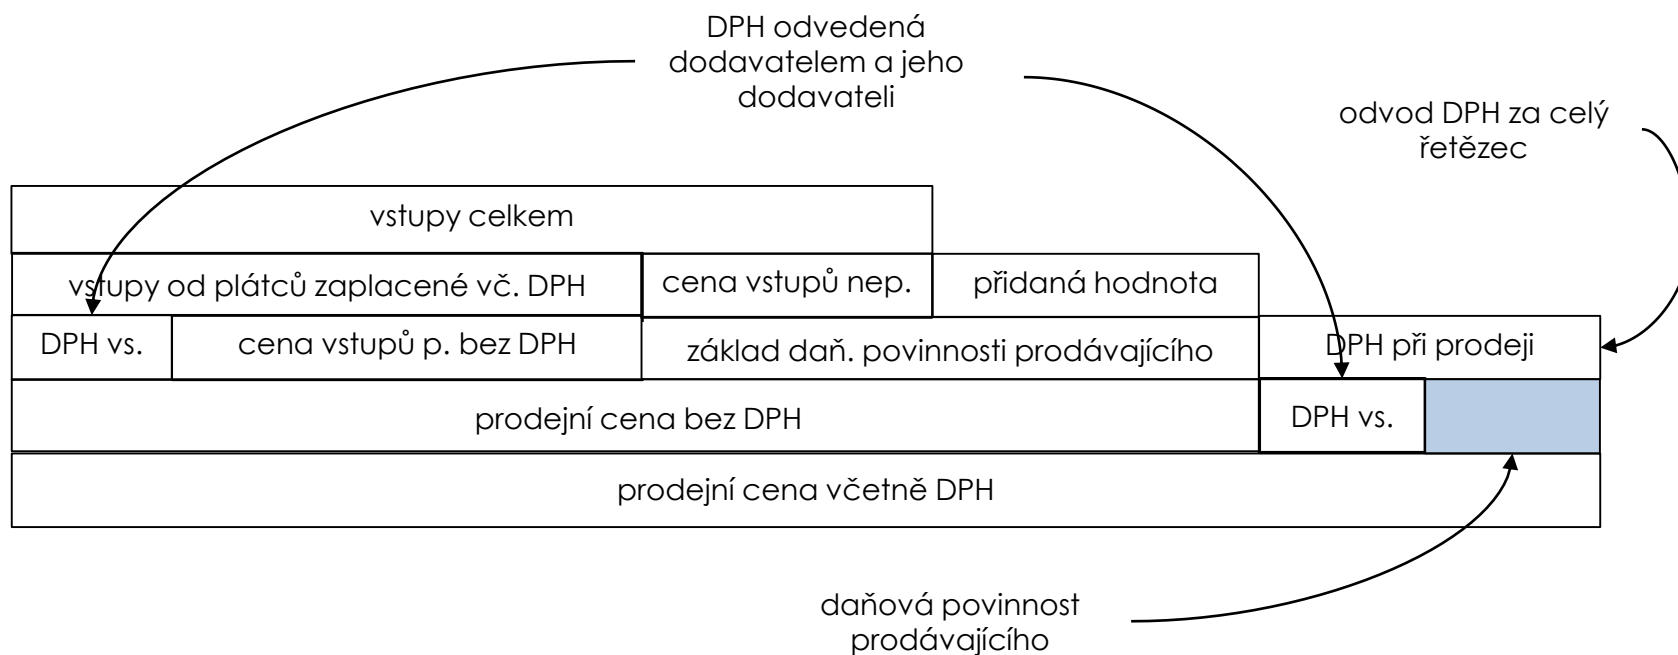 DPH odvedená
dodavatelem a jeho
dodavateli
odvod DPH za celý
řetězec
vstupy celkem
vstupy od plátců zaplacené vč. DPH
cena vstupů nep.
přidaná hodnota
DPH vs.
cena vstupů p. bez DPH
základ daň. povinnosti prodávajícího
DPH při prodeji
prodejní cena bez DPH
DPH vs.
prodejní cena včetně DPH
daňová povinnost
prodávajícího